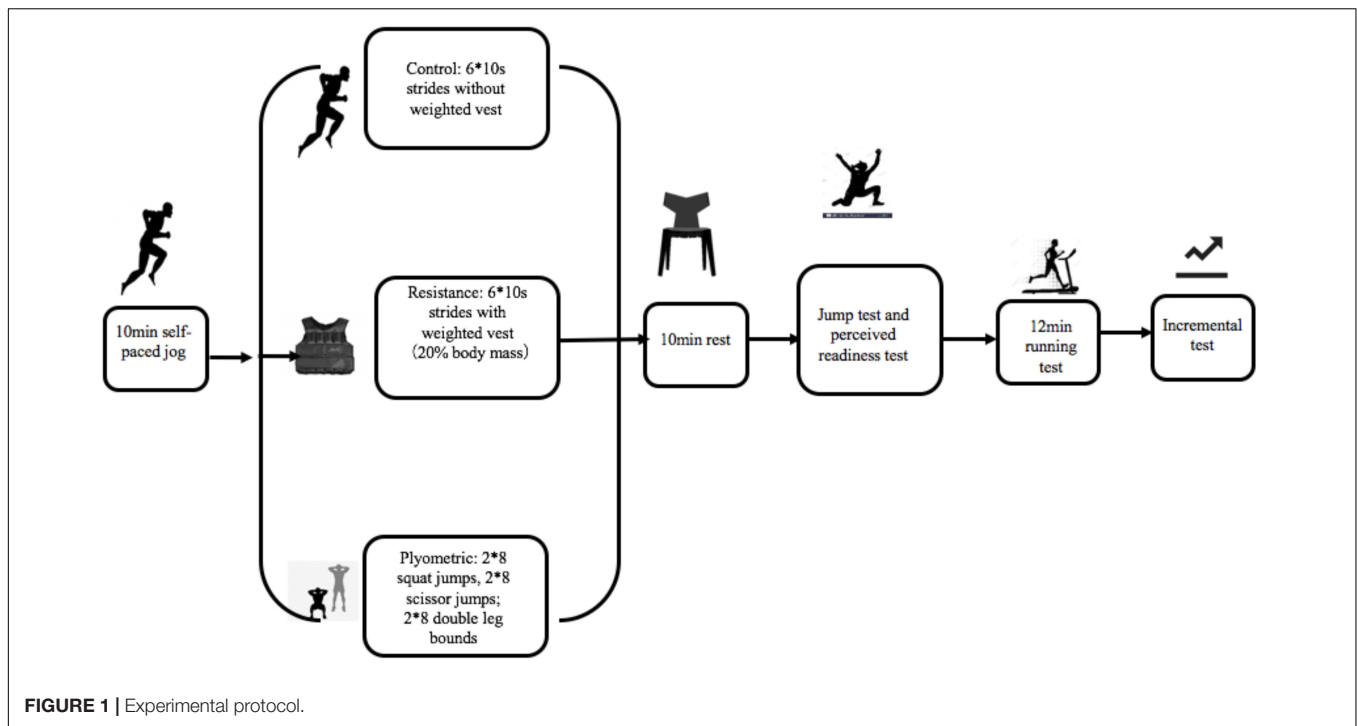 Control: 6*10s
strides without
weighted vest
10min self-
paced jog
Resistance: 6*10s
strides with
weighted vest
（20% body mass）
Plyometric: 2*8
squat jumps, 2*8
scissor jumps;
2*8 double leg
bounds
10min rest
Jump test and
perceived
readiness test
12min
running
test
Incremental
test
FIGURE 1 | Experimental protocol.